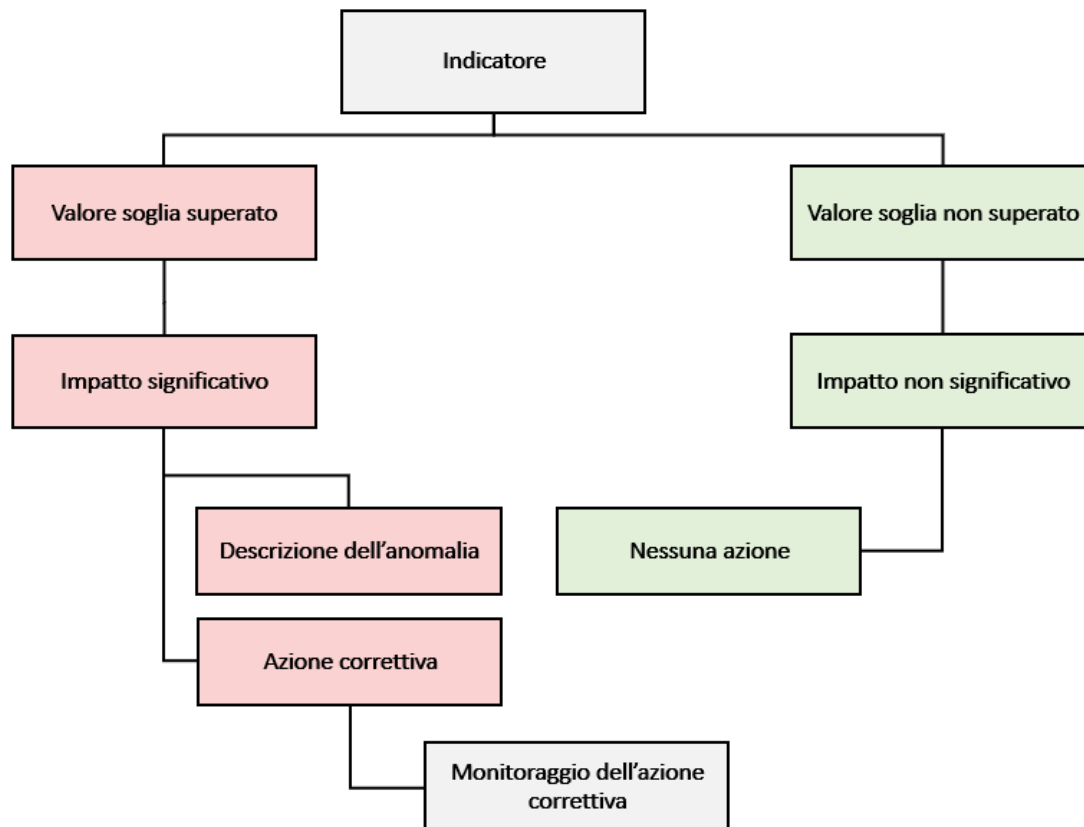 Indicatore
Valore soglia superato
Valore soglia non superato
Impatto significativo
Impatto non significativo
Descrizione dell’anomalia
Nessuna azione
Azione correttiva
Monitoraggio dell’azione
correttiva